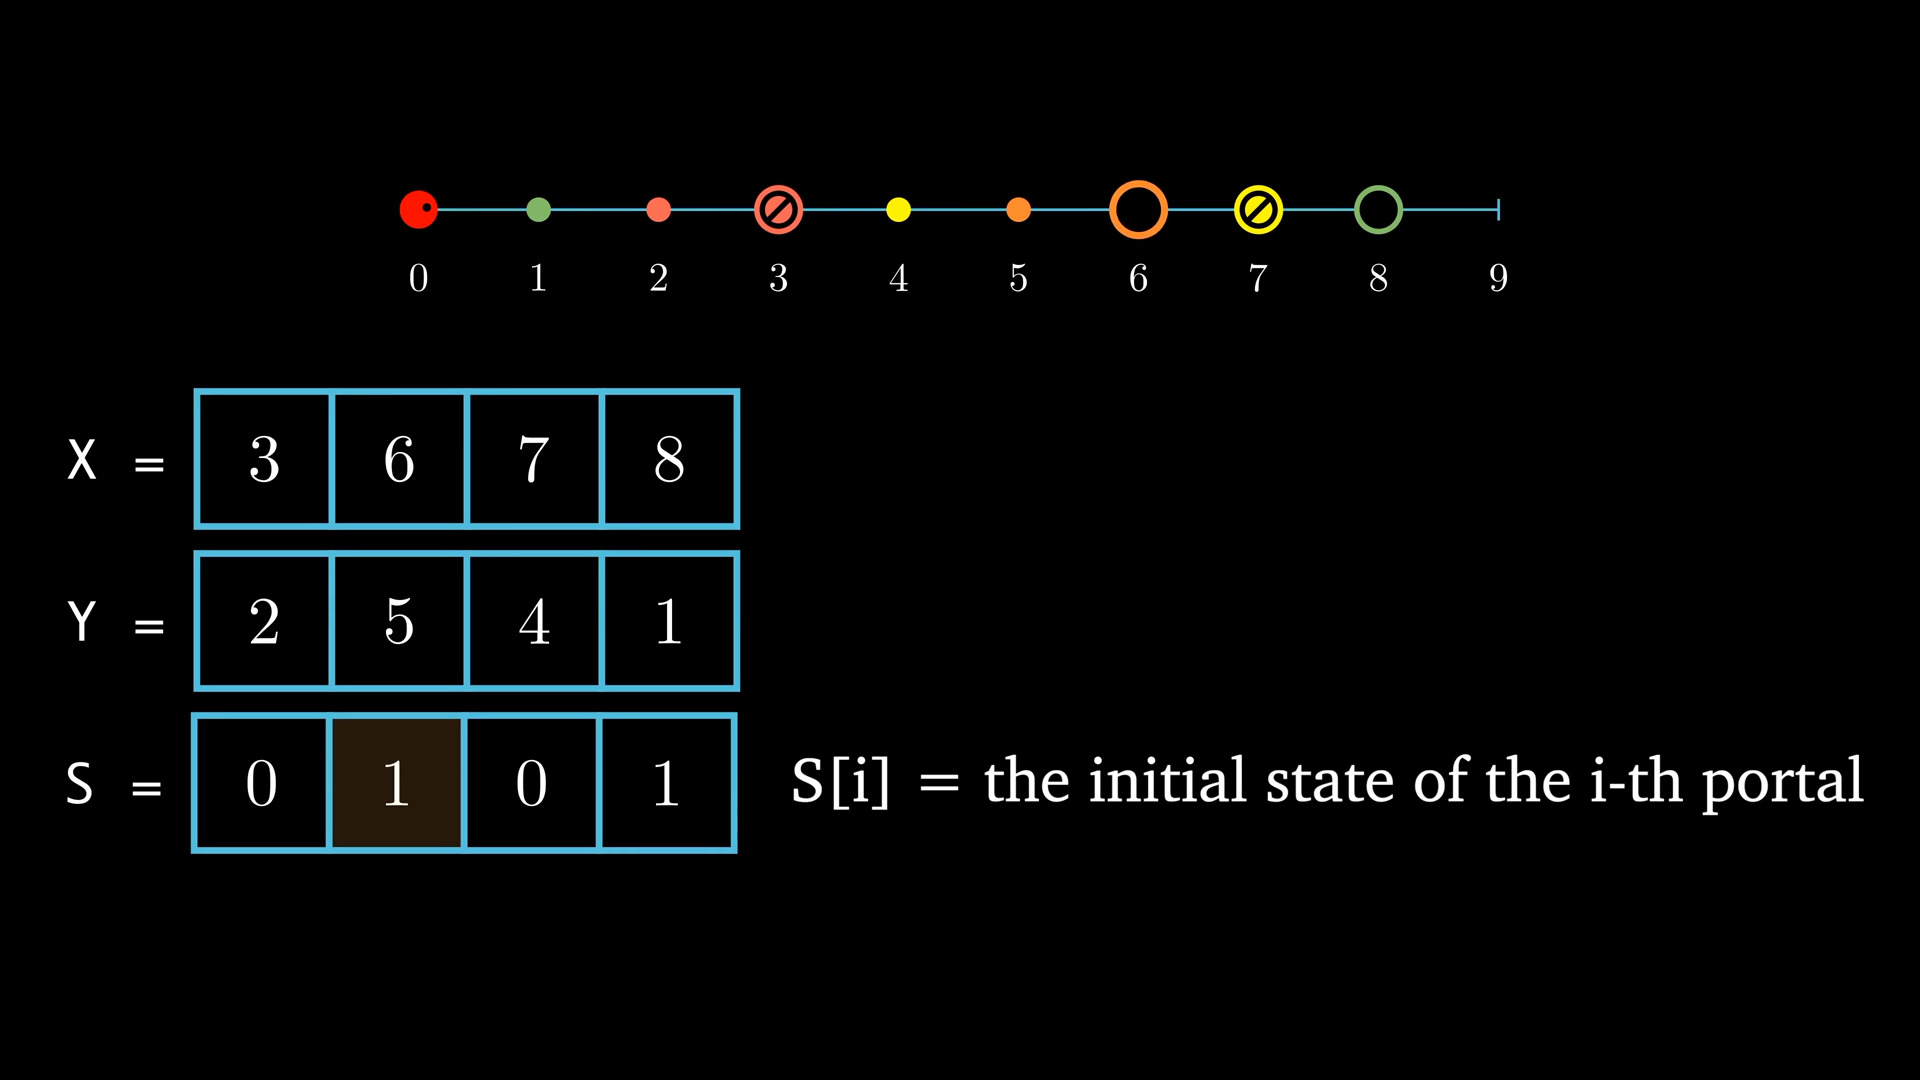 0 1 2 3 4 5 6 7 8 9
X = 3 6 7 8
Y = 2 5 4 1
S = 0 1 0 1 S[i] = the initial state of the i-th portal